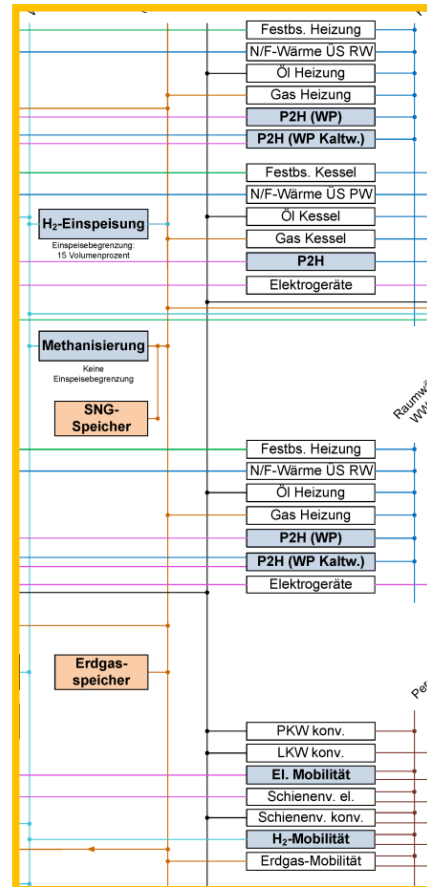 Festbs. Heizung
N/F-Wärme ÜS RW
Öl Heizung
Gas Heizung
P2H (WP)
P2H (WP Kaltw.)
Festbs. Kessel
N/F-Wärme ÜS PW
H₂-Einspeisung
Öl Kessel
Einspeisebegrenzung:
15 Volumenprozent
Gas Kessel
P2H
Elektrogeräte
Methanisierung
Keine
Einspeisebegrenzung
SNG-
Speicher
Raumwä
WW
Festbs. Heizung
N/F-Wärme ÜS RW
Öl Heizung
Gas Heizung
P2H (WP)
P2H (WP Kaltw.)
Elektrogeräte
Erdgas-
speicher
Per
PKW konv.
LKW konv.
El. Mobilität
Schienenv. el.
Schienenv. konv.
H₂-Mobilität
Erdgas-Mobilität